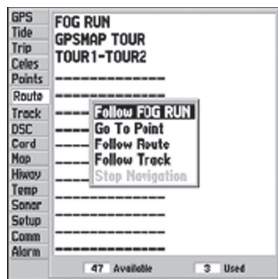 GPS
Tide
Trip
Celes
Points
Route
Track
DSC
Card
Map
Hiway
Temp
Sonar
Setup
Comm
Alarm
FOG RUN
GPSMAP TOUR
TOUR1-TOUR2
Follow FOG RUN
Go To Point
Follow Route
Follow Track
Stop Navigation
47 Available 3 Used